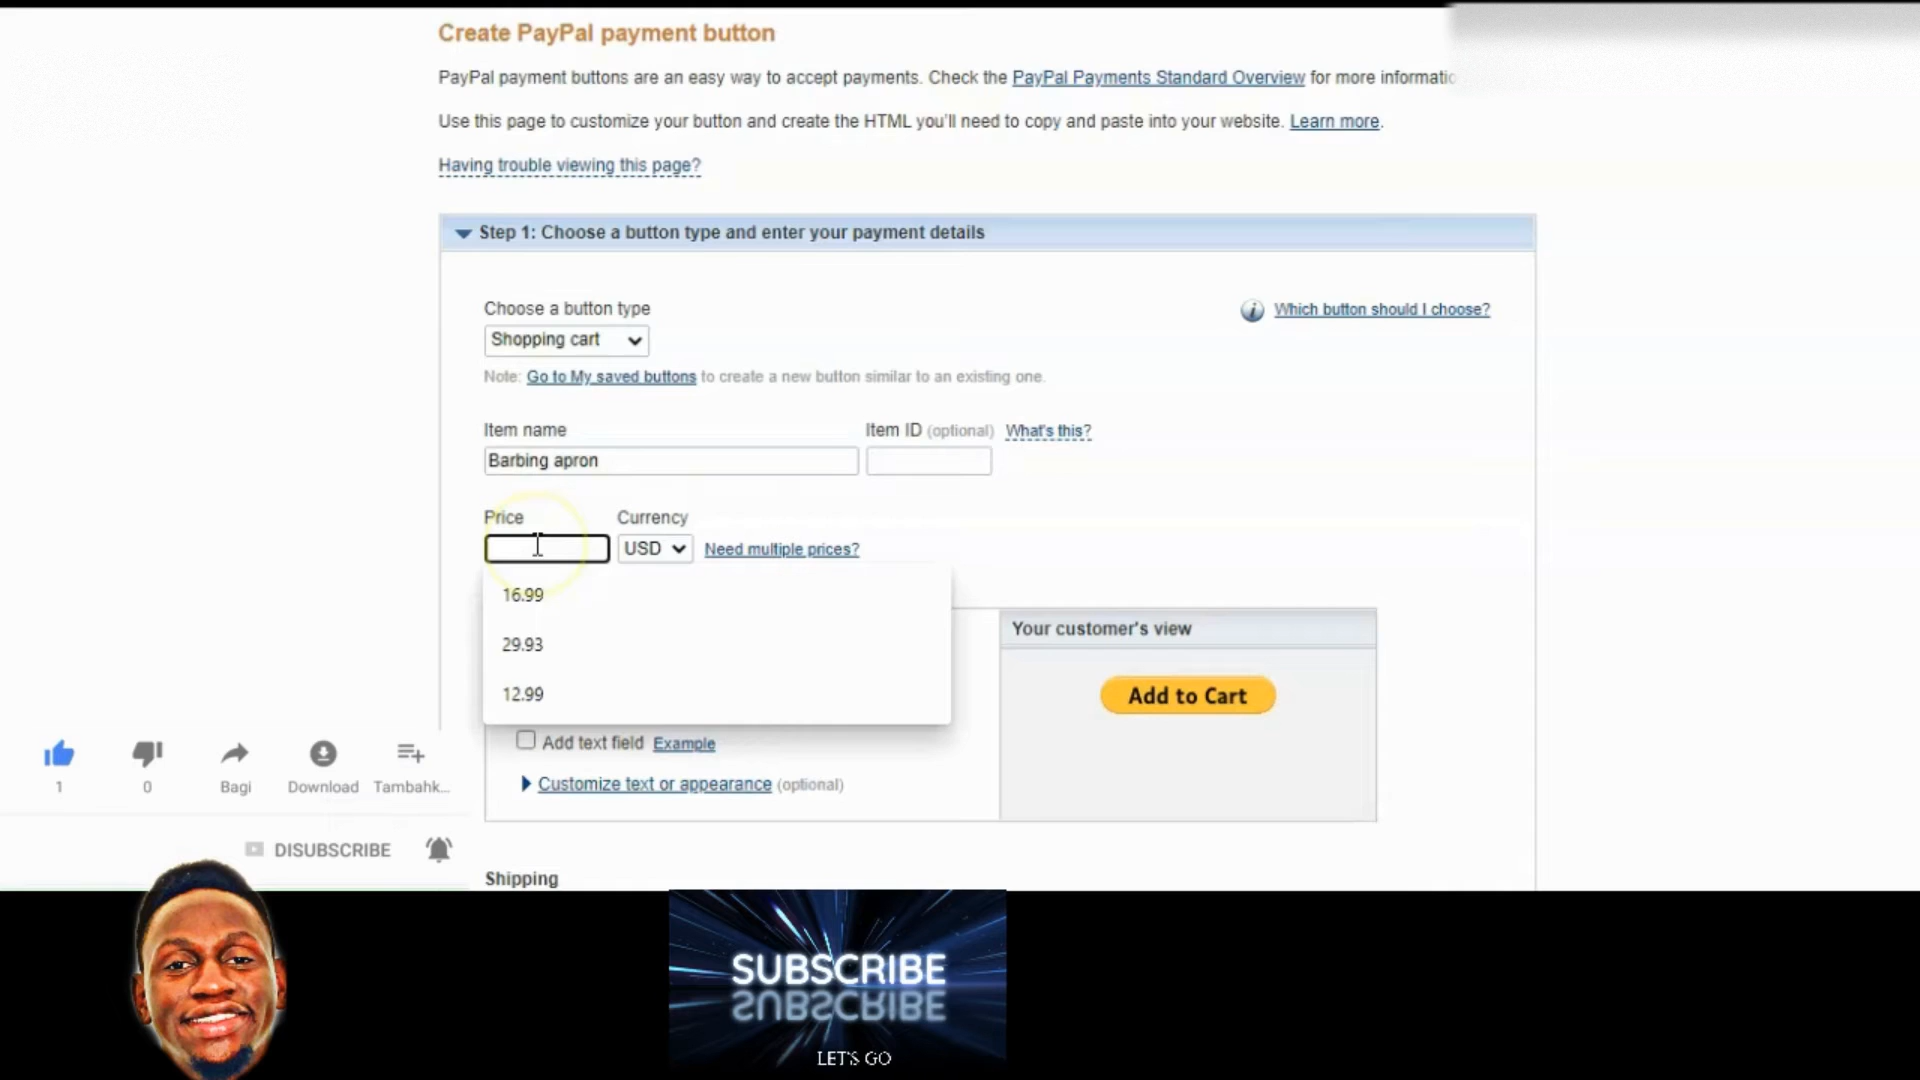 Create PayPal payment button
PayPal payment buttons are an easy way to accept payments. Check the PayPal Payments Standard Overview for more
Use this page to customize your button and create the HTML you'll need to copy and paste into your website. Learn more.
Having trouble viewing this page?
Step 1: Choose a button type and enter your payment details
Choose a button type
Which button should I choose?
Shopping cart
Note: Go to My saved buttons to create a new button similar to an existing one.
Item name
Item ID (optional) What's this?
Barbing apron
Price
Currency
USD
Need multiple prices?
16.99
29.93
12.99
Your customer's view
Add to Cart
Add text field Example
Customize text or appearance (optional)
1
0
Bagi
Download
Tambahk...
DISUBSCRIBE
Shipping
SUBSCRIBE
LET'S GO